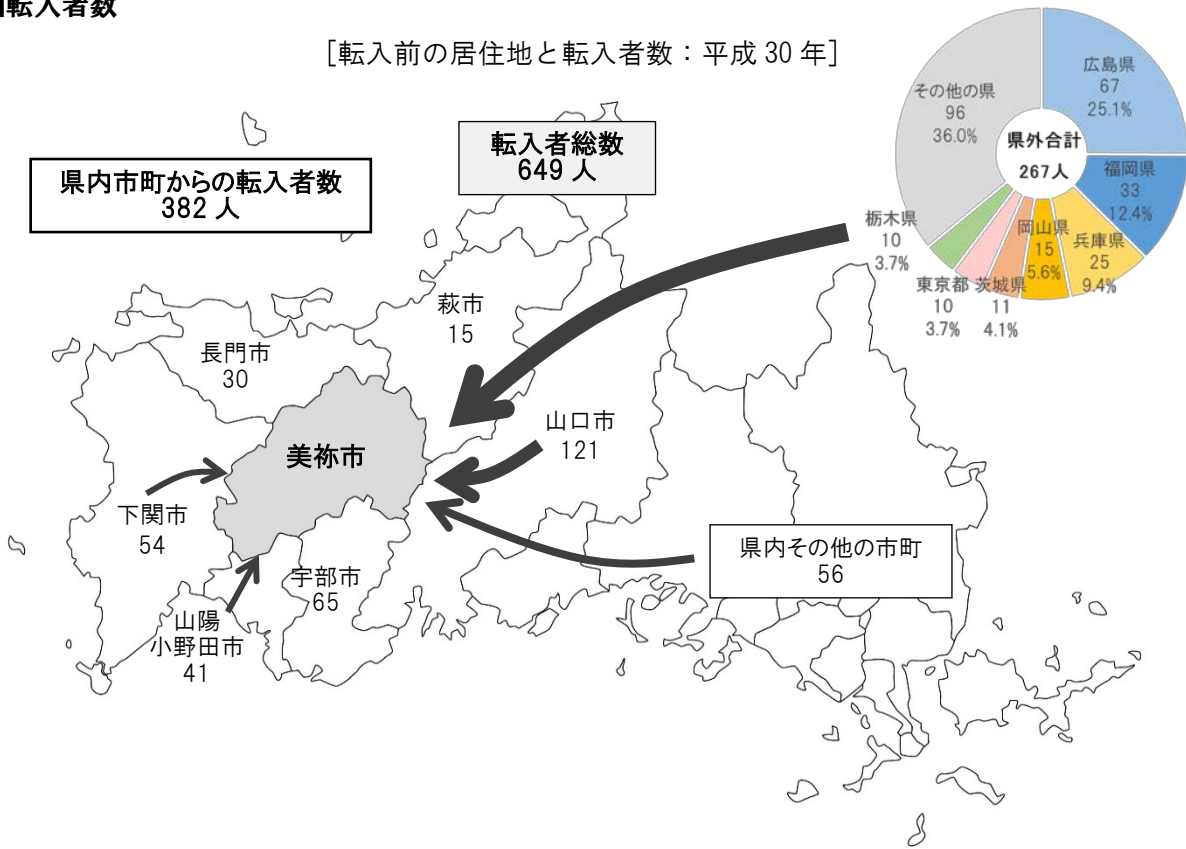 転入者数
[転入前の居住地と転入者数：平成 30 年]
県内市町からの転入者数
382 人
転入者総数
649 人
広島県
67
25.1%
福岡県
33
12.4%
兵庫県
25
9.4%
岡山県
15
5.6%
茨城県
11
4.1%
東京都
10
3.7%
栃木県
10
3.7%
その他の県
96
36.0%
県外合計
267人
萩市
15
長門市
30
美祢市
山口市
121
下関市
54
宇部市
65
山陽
小野田市
41
県内その他の市町
56